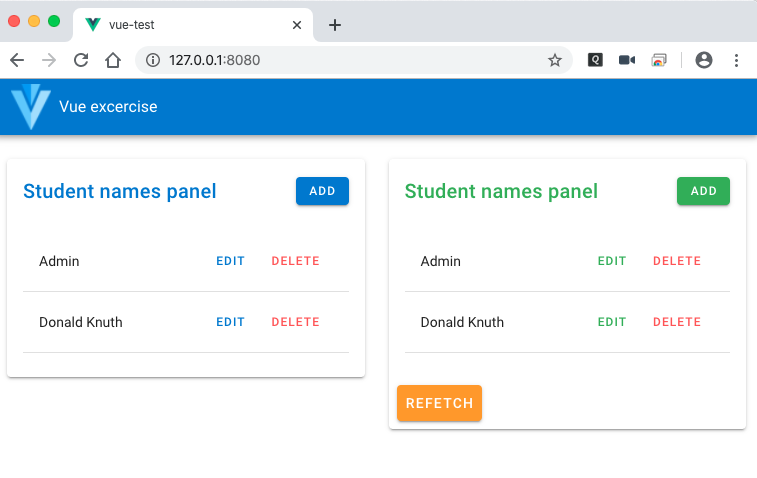 vue-test
127.0.0.1:8080
Vue excercise
Student names panel ADD
Admin EDIT DELETE
Donald Knuth EDIT DELETE
Student names panel ADD
Admin EDIT DELETE
Donald Knuth EDIT DELETE
REFETCH